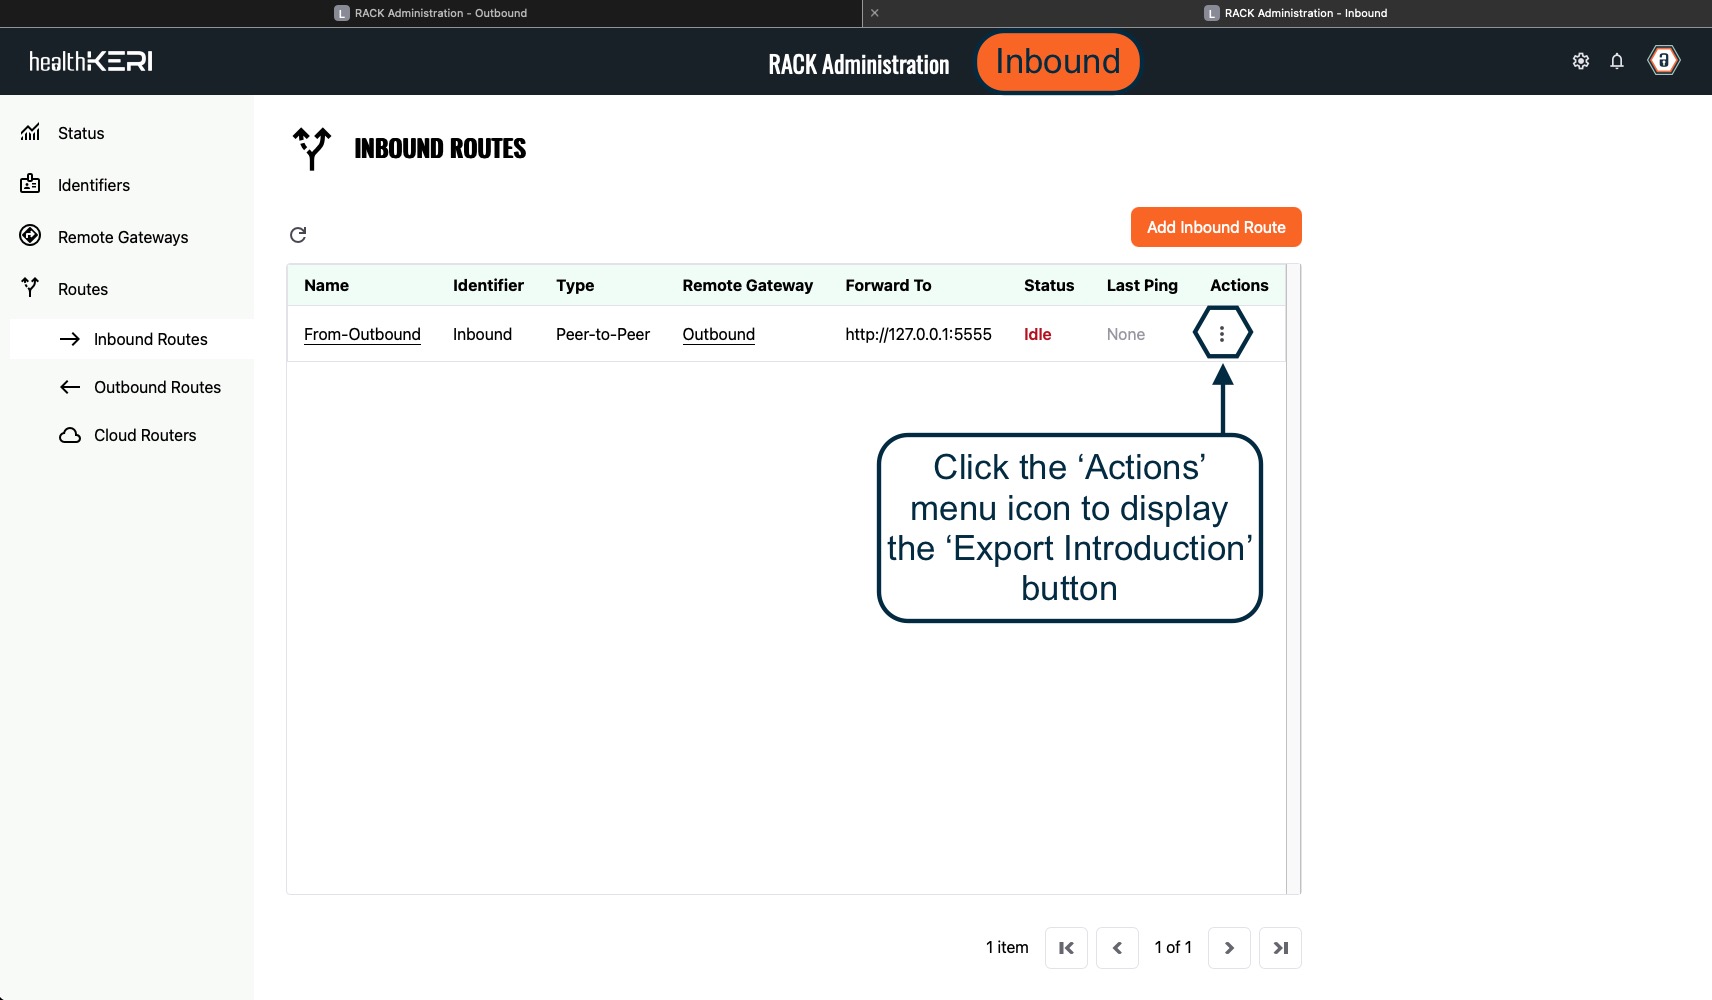 L RACK Administration - Outbound
L RACK Administration - Inbound
healthKERI
RACK Administration
Inbound
Status
Identifiers
Remote Gateways
Routes
Inbound Routes
Outbound Routes
Cloud Routers
INBOUND ROUTES
Add Inbound Route
Name Identifier Type Remote Gateway Forward To Status Last Ping Actions
From-Outbound Inbound Peer-to-Peer Outbound http://127.0.0.1:5555 Idle None
Click the ‘Actions’
menu icon to display
the ‘Export Introduction’
button
1 item
1 of 1